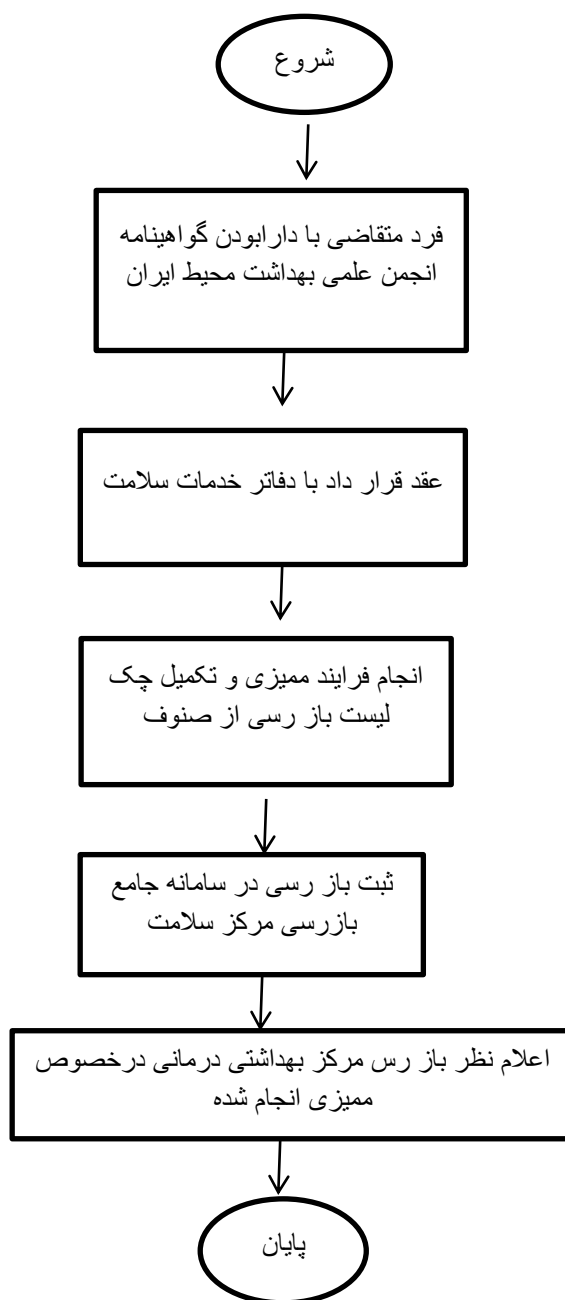 شروع
فرد متقاضی با دارابودن گواهینامه
انجمن علمی بهداشت محیط ایران
عقد قرار داد با دفاتر خدمات سلامت
انجام فرایند ممیزی و تکمیل چک
لیست باز رسی از صنوف
ثبت باز رسی در سامانه جامع
بازرسی مرکز سلامت
اعلام نظر باز رس مرکز بهداشتی درمانی درخصوص
ممیزی انجام شده
پایان